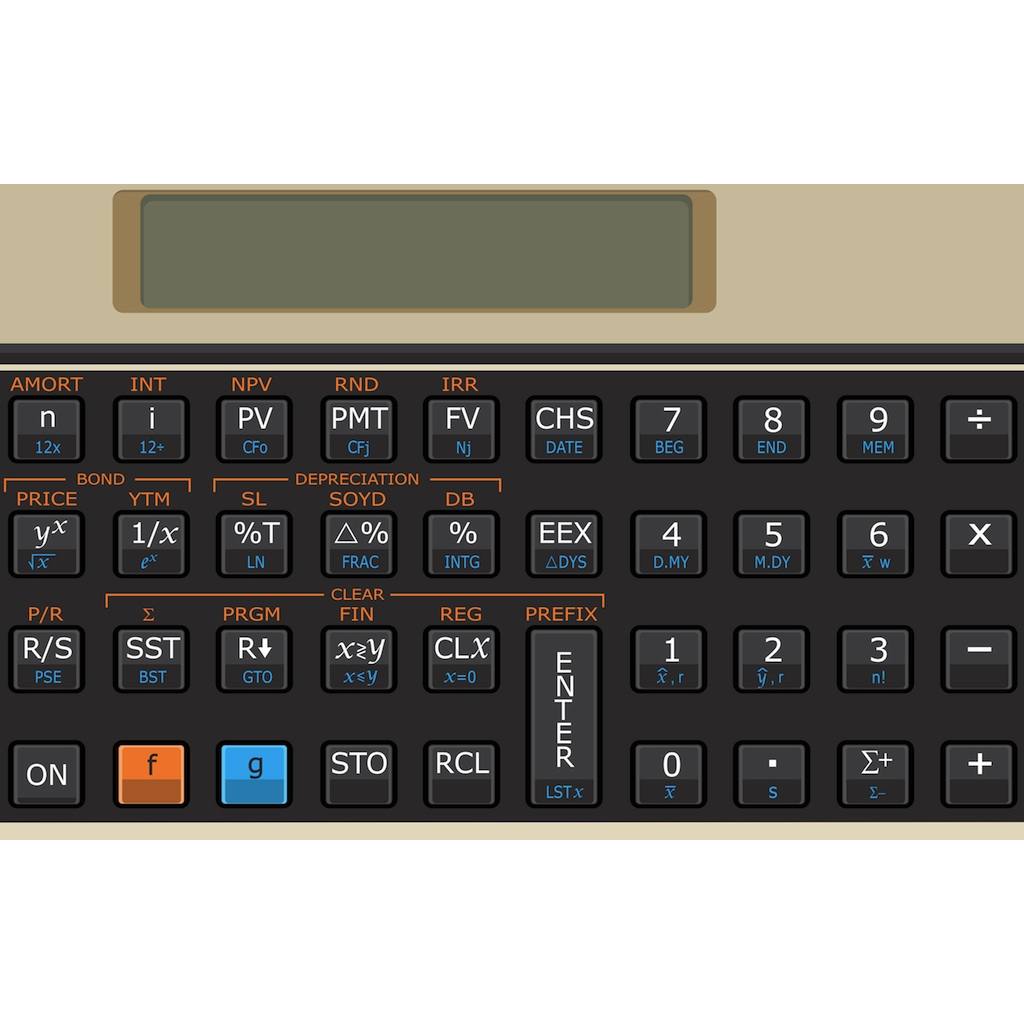 AMORT INT NPV RND IRR
n i PV PMT FV CHS 7 8 9 ÷
12x 12÷ CFo CFj Nj DATE BEG END MEM
BOND DEPRECIATION
PRICE YTM SL SOYD DB
yˣ 1/x %T △% % EEX 4 5 6 X
√x eˣ LN FRAC INTG △DYS D.MY M.DY x̅ w
CLEAR
P/R Σ PRGM FIN REG PREFIX
R/S SST R⬇ x≷y CLX ENTER 1 2 3 −
PSE BST GTO x≤y x=0 x̂,r ŷ,r n!
ON f g STO RCL 0 . Σ+ +
LSTx x̅ s Σ−